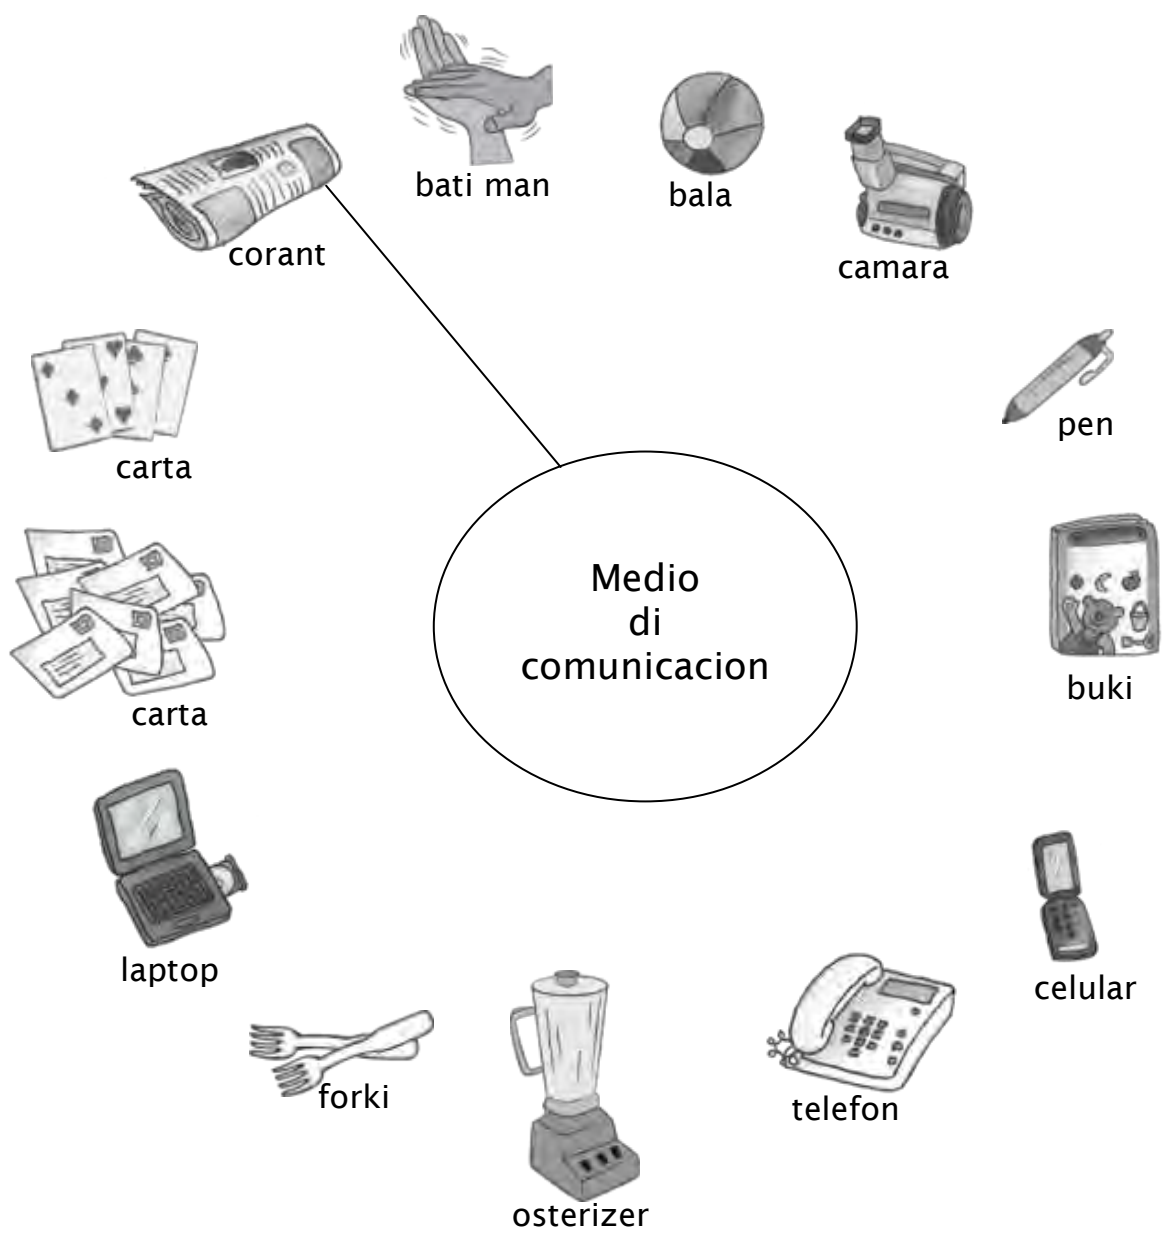 bati man
bala
corant
camara
pen
carta
Medio
di
comunicacion
buki
carta
laptop
celular
forki
telefon
osterizer